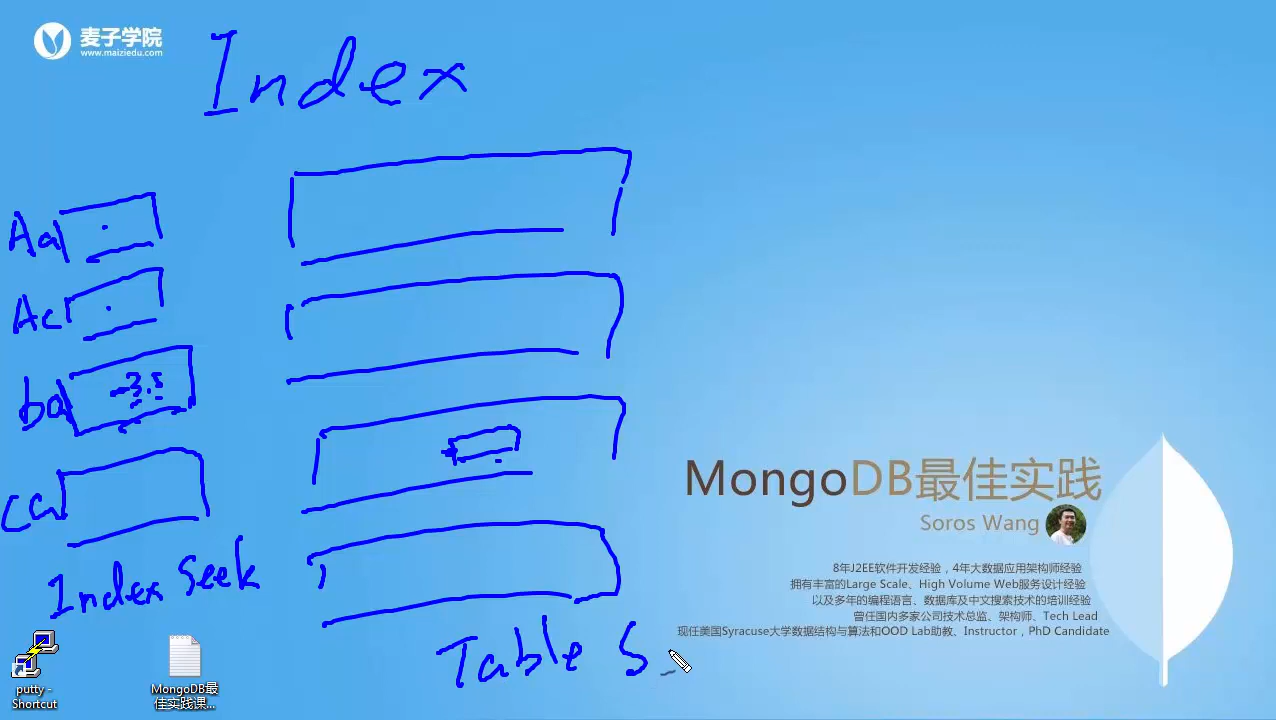 麦子学院
www.maiziedu.com
Index
Aa
Ac
ba
3.5
ca
Index Seek
Table S
MongoDB最佳实践
Soros Wang
8年J2EE软件开发经验，4年大数据应用架构师经验
拥有丰富的Large Scale、High Volume Web服务设计经验
以及多年的编程语言、数据库及中文搜索技术的培训经验
曾任国内多家公司技术总监、架构师、Tech Lead
现任美国Syracuse大学数据结构与算法和OOD Lab助教、Instructor，PhD Candidate
putty -
Shortcut
MongoDB最
佳实践课...